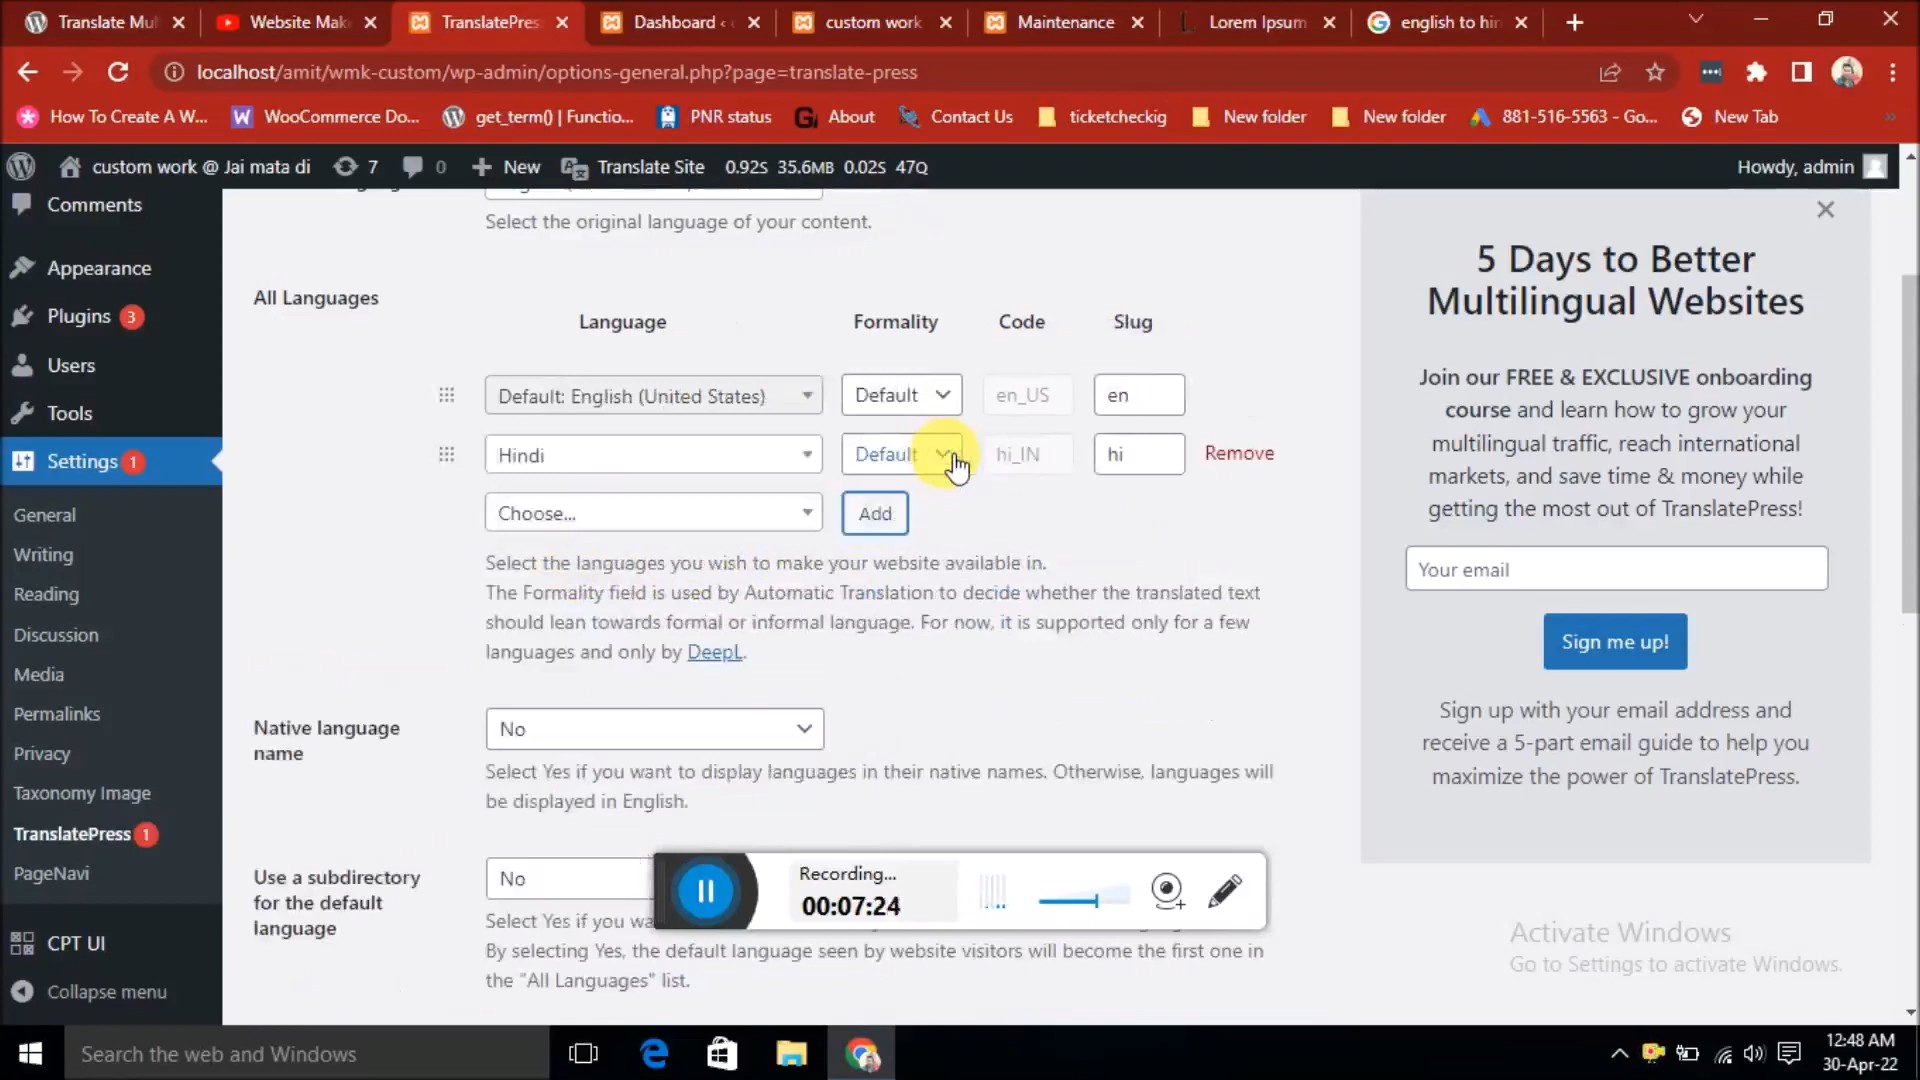 Translate Mul
Website Mak
TranslatePres
Dashboard ‹
custom work
Maintenance
Lorem Ipsum
english to hin
localhost/amit/wmk-custom/wp-admin/options-general.php?page=translate-press
How To Create A W...
WooCommerce Do...
get_term() | Functio...
PNR status
About
Contact Us
ticketcheckig
New folder
New folder
881-516-5563 - Go...
New Tab
custom work @ Jai mata di
7
0
New
Translate Site
0.92S 35.6MB 0.02S 47Q
Howdy, admin
Comments
Appearance
Plugins 3
Users
Tools
Settings 1
General
Writing
Reading
Discussion
Media
Permalinks
Privacy
Taxonomy Image
TranslatePress 1
PageNavi
CPT UI
Collapse menu
Select the original language of your content.
All Languages
Language Formality Code Slug
Default: English (United States) Default en_US en
Hindi Default hi_IN hi Remove
Choose... Add
Select the languages you wish to make your website available in.
The Formality field is used by Automatic Translation to decide whether the translated text
should lean towards formal or informal language. For now, it is supported only for a few
languages and only by DeepL.
Native language
name
No
Select Yes if you want to display languages in their native names. Otherwise, languages will
be displayed in English.
Use a subdirectory
for the default
language
No
Select Yes if you wa
By selecting Yes, the default language seen by website visitors will become the first one in
the "All Languages" list.
Recording...
00:07:24
5 Days to Better
Multilingual Websites
Join our FREE & EXCLUSIVE onboarding
course and learn how to grow your
multilingual traffic, reach international
markets, and save time & money while
getting the most out of TranslatePress!
Your email
Sign me up!
Sign up with your email address and
receive a 5-part email guide to help you
maximize the power of TranslatePress.
Activate Windows
Go to Settings to activate Windows.
Search the web and Windows
12:48 AM
30-Apr-22